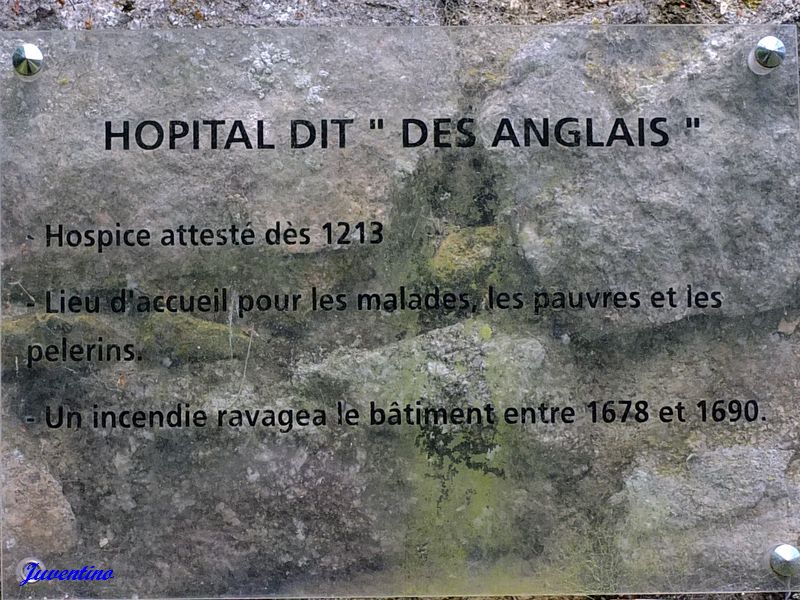 HOPITAL DIT " DES ANGLAIS "
- Hospice attesté dès 1213
- Lieu d'accueil pour les malades, les pauvres et les
pelerins.
- Un incendie ravagea le bâtiment entre 1678 et 1690.
Juventino